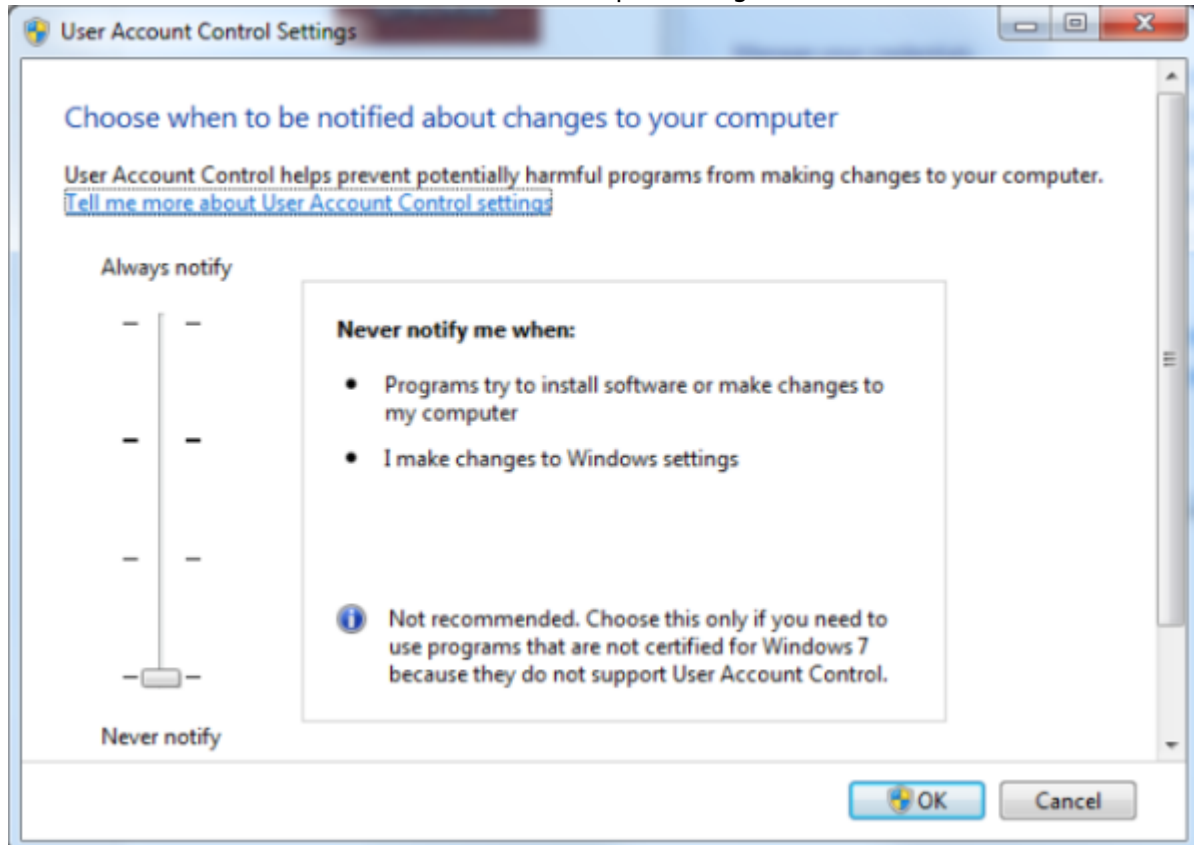 User Account Control Settings
Choose when to be notified about changes to your computer
User Account Control helps prevent potentially harmful programs from making changes to your computer.
Tell me more about User Account Control settings
Always notify
Never notify me when:
• Programs try to install software or make changes to
my computer
• I make changes to Windows settings
Not recommended. Choose this only if you need to
use programs that are not certified for Windows 7
because they do not support User Account Control.
Never notify
OK
Cancel